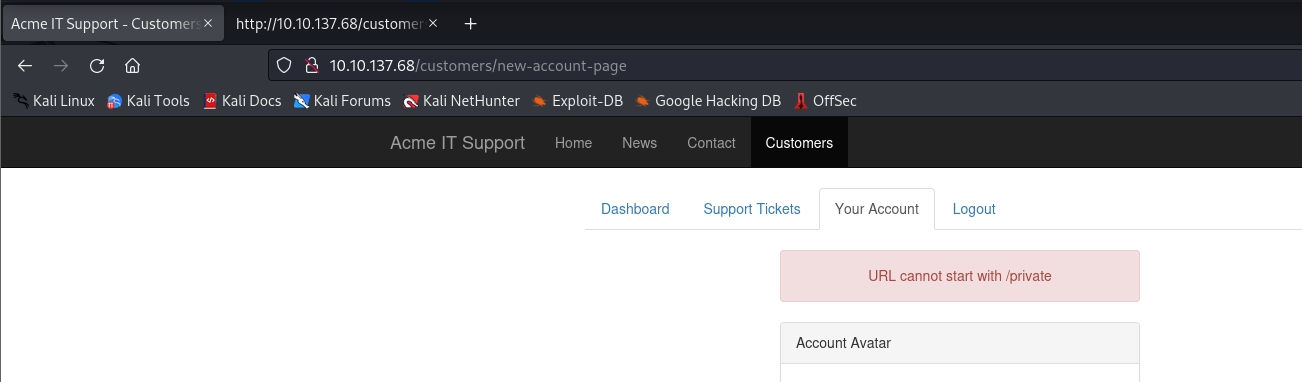 Acme IT Support - Customers × http://10.10.137.68/customer × +
10.10.137.68/customers/new-account-page
Kali Linux Kali Tools Kali Docs Kali Forums Kali NetHunter Exploit-DB Google Hacking DB OffSec
Acme IT Support Home News Contact Customers
Dashboard Support Tickets Your Account Logout
URL cannot start with /private
Account Avatar